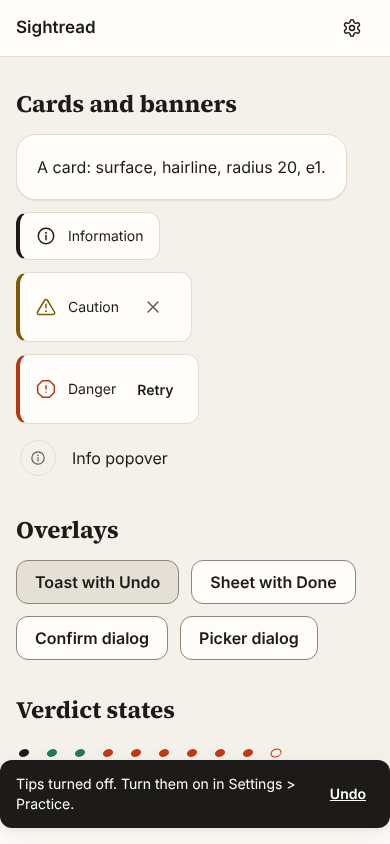 Sightread
Cards and banners
A card: surface, hairline, radius 20, e1.
Information
Caution
Danger Retry
Info popover
Overlays
Toast with Undo Sheet with Done
Confirm dialog Picker dialog
Verdict states
Tips turned off. Turn them on in Settings >
Practice.
Undo